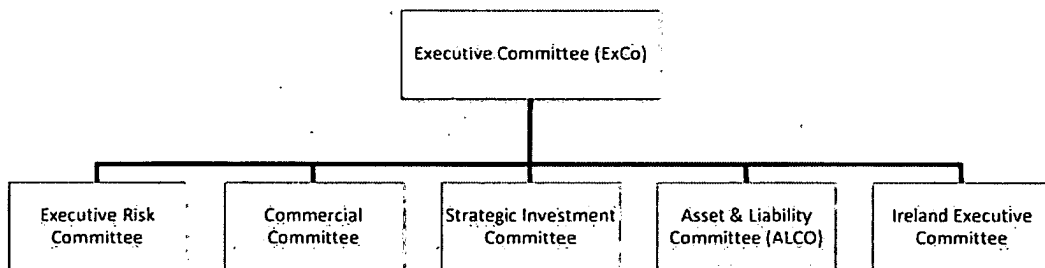 Executive Committee (ExCo)
Executive Risk
Committee
Commercial
Committee
Strategic Investment
Committee
Asset & Liability
Committee (ALCO)
Ireland Executive
Committee